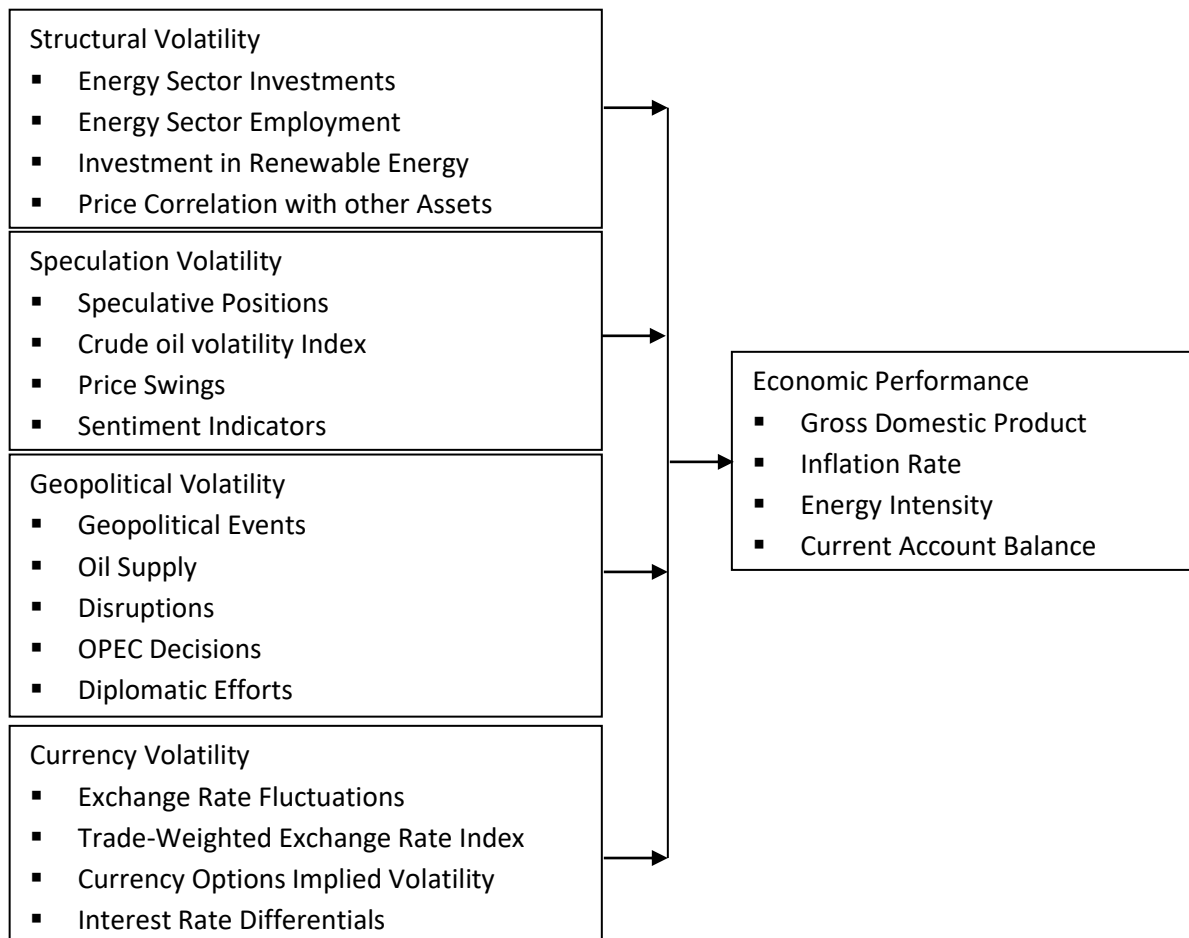 Structural Volatility
▪ Energy Sector Investments
▪ Energy Sector Employment
▪ Investment in Renewable Energy
▪ Price Correlation with other Assets
Speculation Volatility
▪ Speculative Positions
▪ Crude oil volatility Index
▪ Price Swings
▪ Sentiment Indicators
Geopolitical Volatility
▪ Geopolitical Events
▪ Oil Supply
▪ Disruptions
▪ OPEC Decisions
▪ Diplomatic Efforts
Currency Volatility
▪ Exchange Rate Fluctuations
▪ Trade-Weighted Exchange Rate Index
▪ Currency Options Implied Volatility
▪ Interest Rate Differentials
Economic Performance
▪ Gross Domestic Product
▪ Inflation Rate
▪ Energy Intensity
▪ Current Account Balance